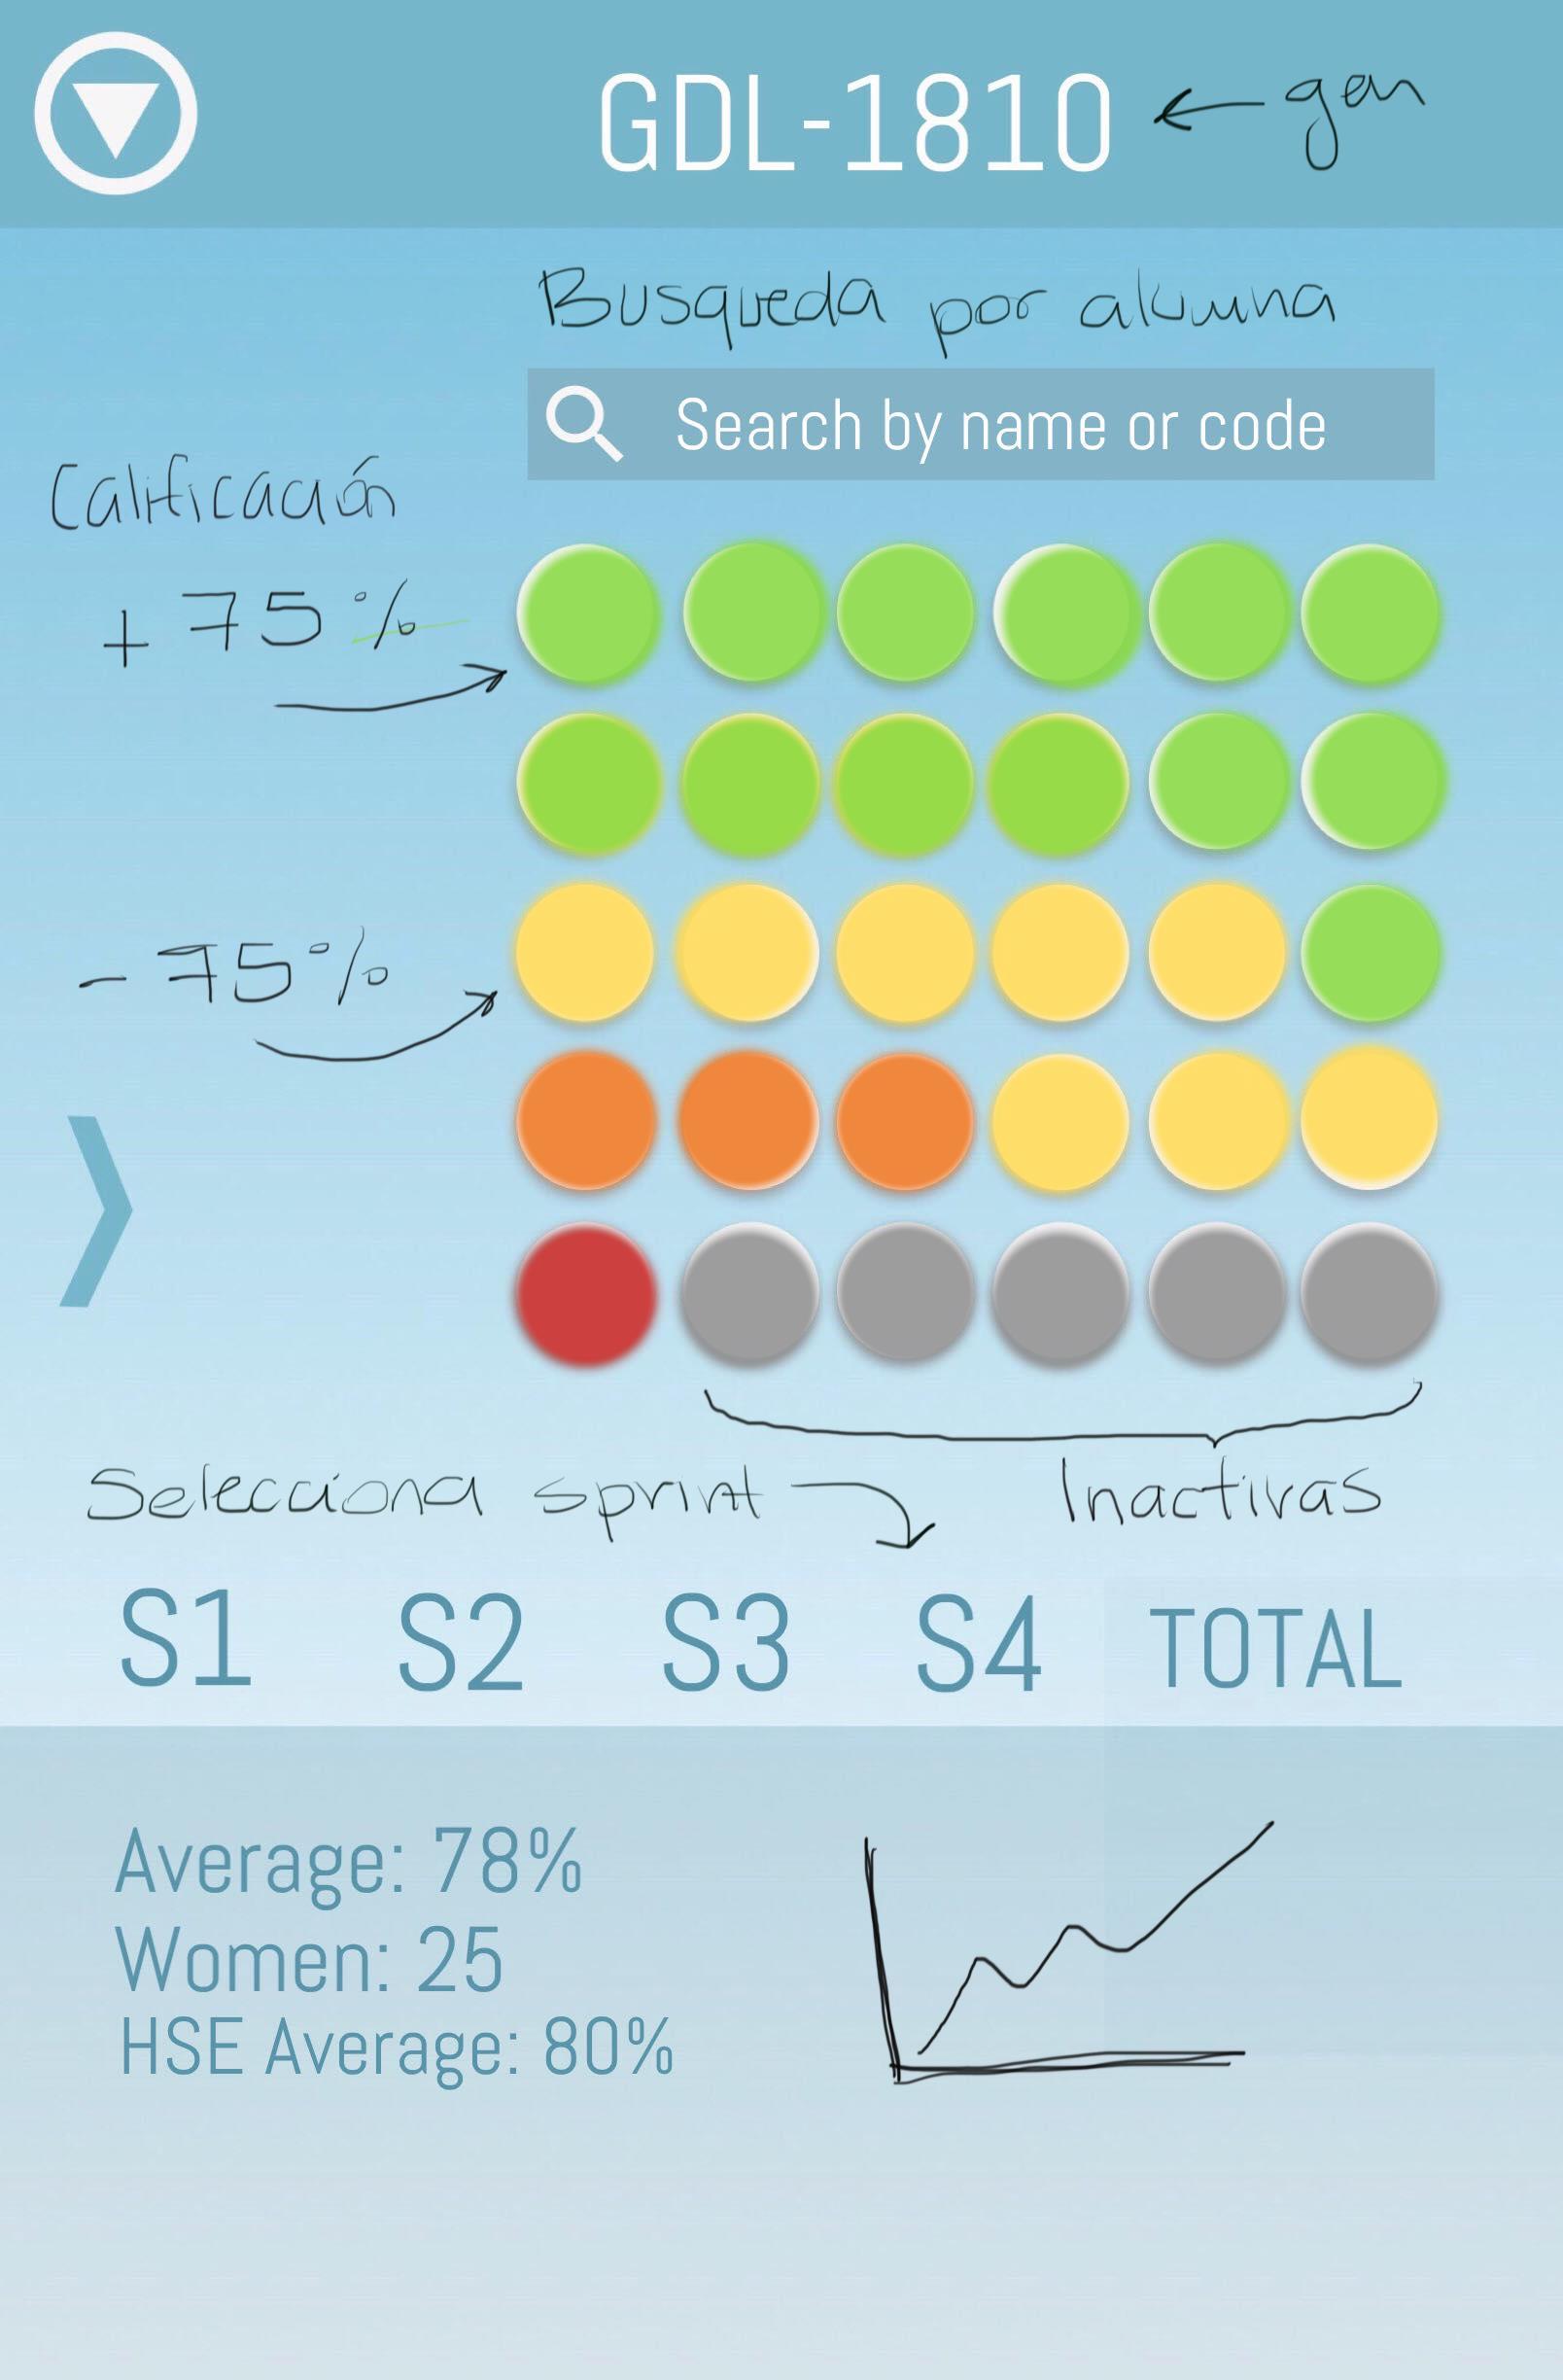 GDL-1810 ← gen
Busqueda por alumna
Search by name or code
Calificación
+ 75%
- 75%
Selecciona sprint
Inactivas
S1 S2 S3 S4 TOTAL
Average: 78%
Women: 25
HSE Average: 80%